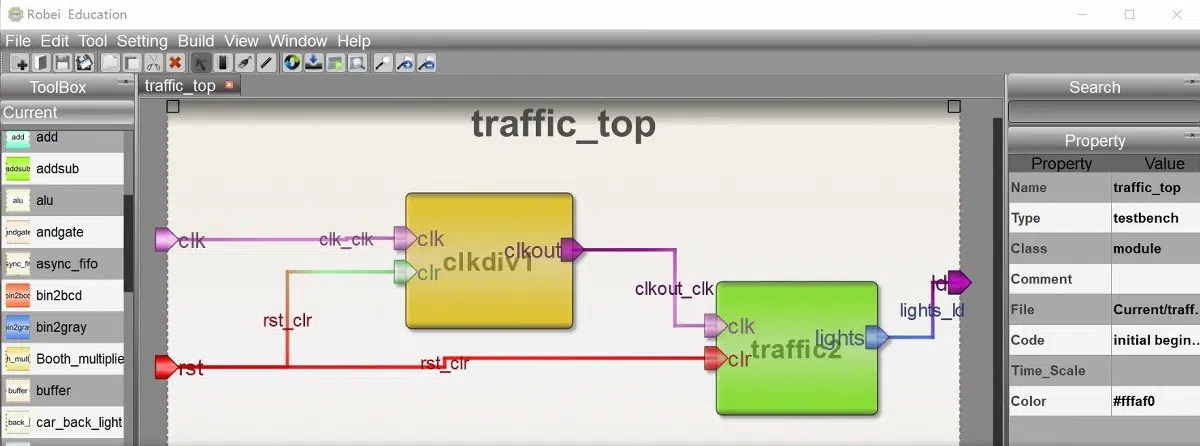 Robei Education
File Edit Tool Setting Build View Window Help
ToolBox
Current
add
add
addsub
addsub
alu
alu
andgate
andgate
async_fifo
bin2bcd
bin2bcd
bin2gray
bin2gray
Booth_multiplie
buffer
buffer
car_back_light
traffic_top
traffic_top
clk
clk_clk
clk
clr
clkdiv1
clkout
rst_clr
rst
rst_clr
clkout_clk
clk
clr
traffic2
lights
lights_ld
ld
Search
Property
Property Value
Name traffic_top
Type testbench
Class module
Comment
File Current/traff..
Code initial begin...
Time_Scale
Color #fffaf0